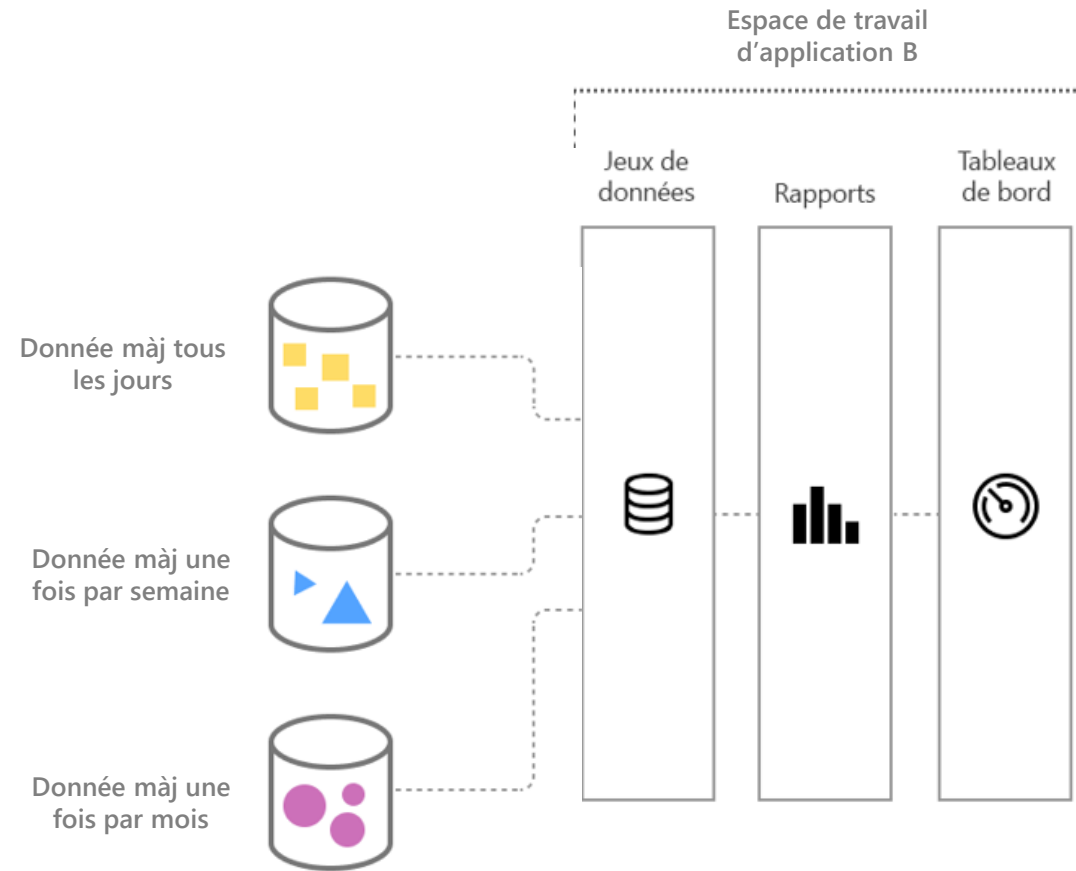 Espace de travail
d’application B
Jeux de
données
Rapports
Tableaux
de bord
Donnée màj tous
les jours
Donnée màj une
fois par semaine
Donnée màj une
fois par mois